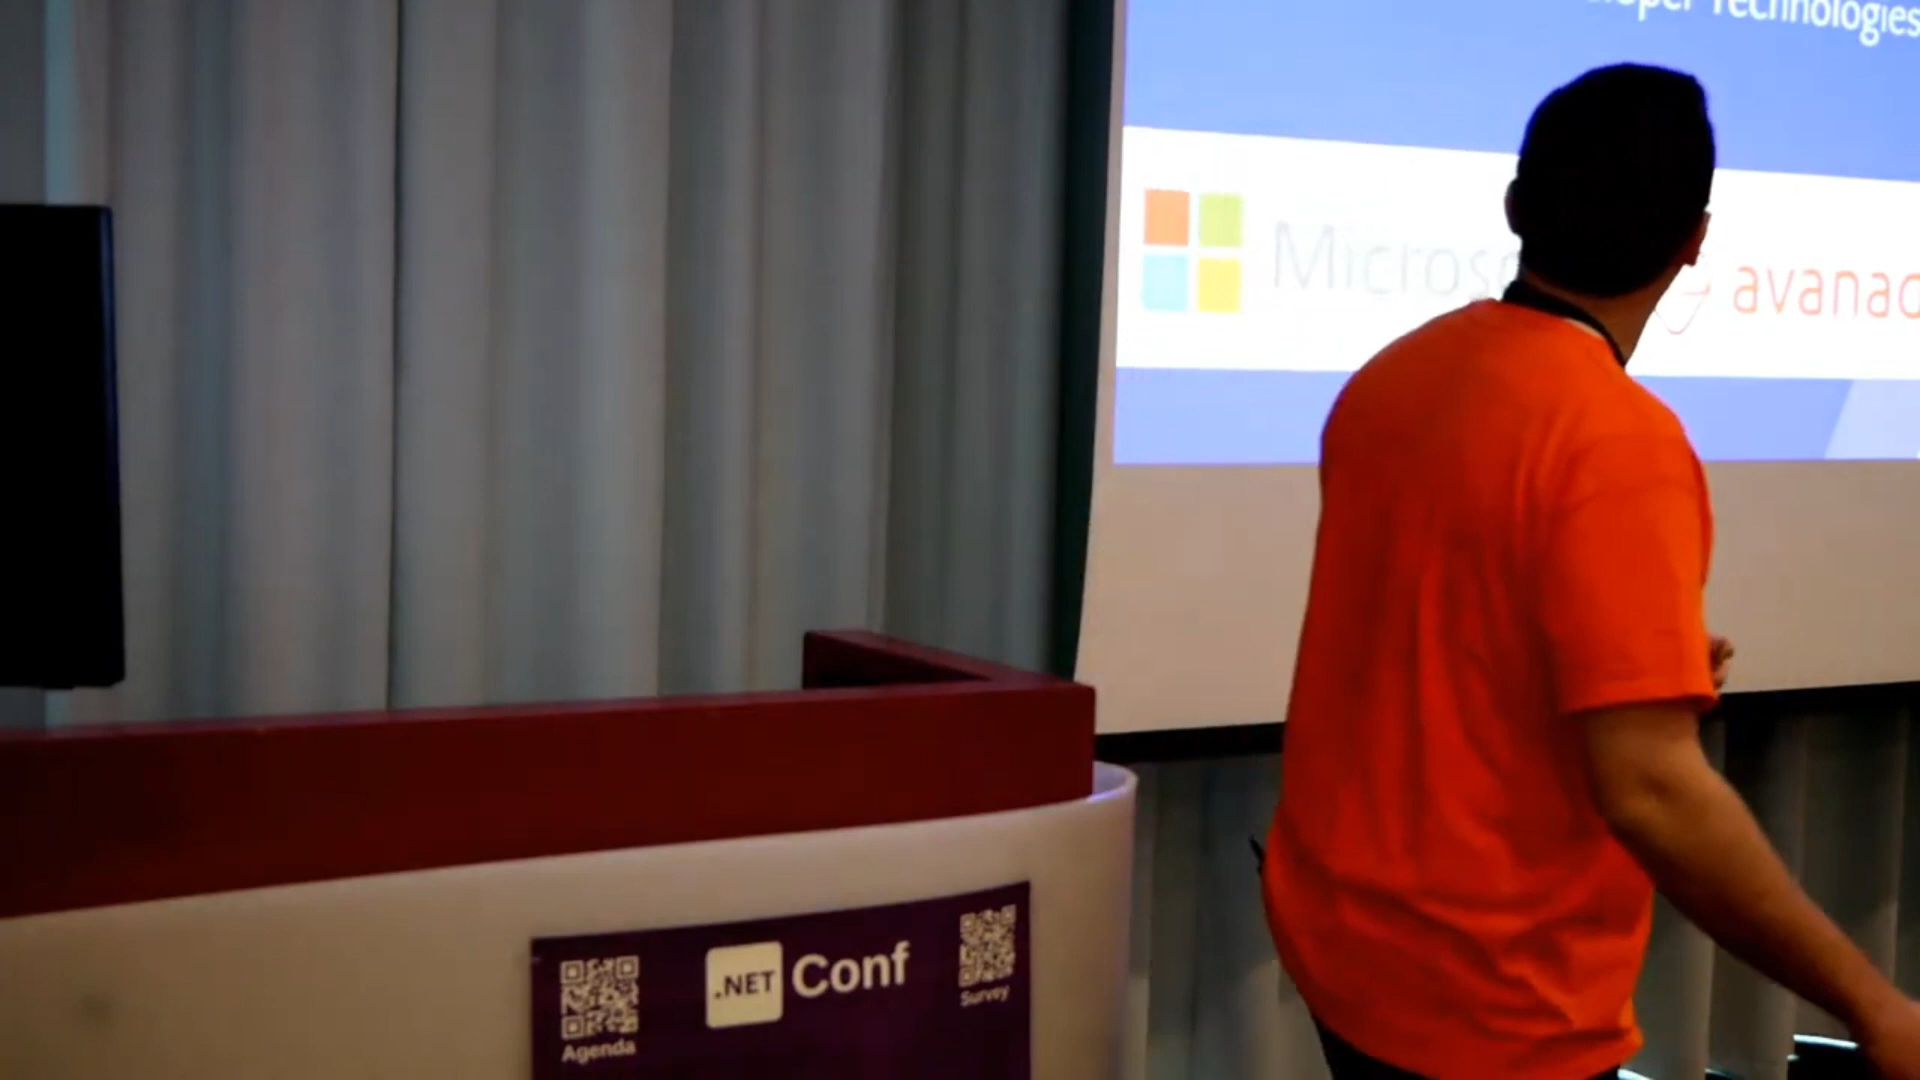 Technologies
Micros
avanad
.NET Conf
Agenda
Survey